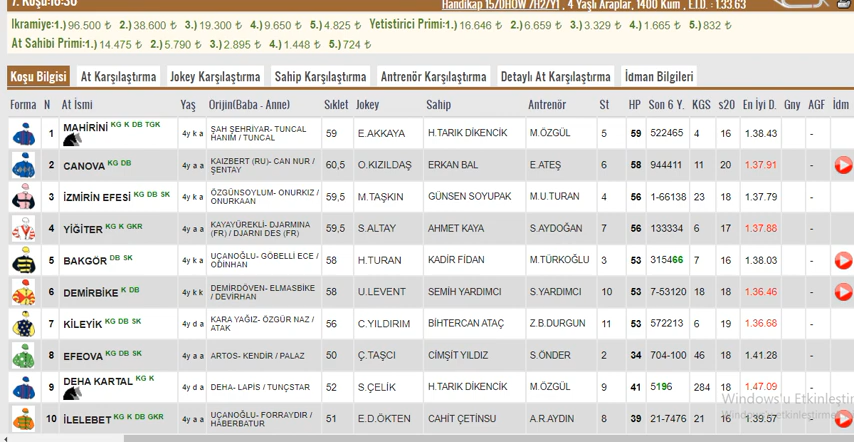 7. Koşu:16:30 Handikap 15/DHÖW /H2/Y1 , 4 Yaşlı Araplar, 1400 Kum , E.İ.D. : 1.33.63
Ikramiye:1.) 96.500 ₺ 2.) 38.600 ₺ 3.) 19.300 ₺ 4.) 9.650 ₺ 5.) 4.825 ₺ Yetistirici Primi:1.) 16.646 ₺ 2.) 6.659 ₺ 3.) 3.329 ₺ 4.) 1.665 ₺ 5.) 832 ₺
At Sahibi Primi:1.) 14.475 ₺ 2.) 5.790 ₺ 3.) 2.895 ₺ 4.) 1.448 ₺ 5.) 724 ₺
Koşu Bilgisi At Karşılaştırma Jokey Karşılaştırma Sahip Karşılaştırma Antrenör Karşılaştırma Detaylı At Karşılaştırma İdman Bilgileri
Forma N At İsmi Yaş Orijin(Baba - Anne) Sıklet Jokey Sahip Antrenör St HP Son 6 Y. KGS s20 En İyi D. Gny AGF İdm
1 MAHİRİNİ KG K DB TGK 4y k a ŞAH ŞEHRİYAR- TUNCAL HANIM / TUNCAL 59 E.AKKAYA H.TARIK DİKENCİK M.ÖZGÜL 5 59 522465 4 16 1.38.43 -
2 CANOVA KG DB 4y d a KAIZBERT (RU)- CAN NUR / ŞENTAY 60,5 O.KIZILDAŞ ERKAN BAL E.ATEŞ 6 58 944411 11 20 1.37.91 -
3 İZMİRİN EFESİ KG DB SK 4y k a ÖZGÜNSOYLUM- ONURKIZ / ONURKAAN 59,5 M.TAŞKIN GÜNSEN SOYUPAK M.U.TURAN 4 56 1-66138 23 18 1.37.79 -
4 YİĞİTER KG K GKR 4y a a KAYAYÜREKLİ- DJARMINA (FR) / DJARNI DES (FR) 59,5 S.ALTAY AHMET KAYA S.AYDOĞAN 7 56 133334 6 17 1.37.88 -
5 BAKGÖR DB SK 4y k a UÇANOĞLU- GÖBELLİ ECE / ODİNHAN 58 H.TURAN KADİR FİDAN M.TÜRKOĞLU 3 53 315466 7 16 1.38.03 -
6 DEMİRBİKE K DB 4y k k DEMİRDÖVEN- ELMASBİKE / DEVİRHAN 58 U.LEVENT SEMİH YARDIMCI S.YARDIMCI 10 53 7-53120 18 18 1.36.46 -
7 KİLEYİK KG DB SK 4y d a KARA YAĞIZ- ÖZGÜR NAZ / ATAK 56 C.YILDIRIM BİHTERCAN ATAÇ Z.B.DURGUN 11 53 572213 6 19 1.36.68 -
8 EFEOVA KG DB SK 4y a a ARTOS- KENDİR / PALAZ 50 Ç.TAŞCI CİMŞİT YILDIZ S.ÖNDER 2 34 704-100 46 18 1.41.28 -
9 DEHA KARTAL KG K 4y d a DEHA- LAPİS / TUNÇSTAR 52 S.ÇELİK H.TARIK DİKENCİK M.ÖZGÜL 9 41 5196 284 18 1.47.09 -
10 İLELEBET KG K DB GKR 4y a a UÇANOĞLU- FORRAYDIR / HABERBATUR 51 E.D.ÖKTEN CAHİT ÇETİNSU A.R.AYDIN 8 39 21-7476 21 16 1.39.57 -
Windows'u Etkinleştir